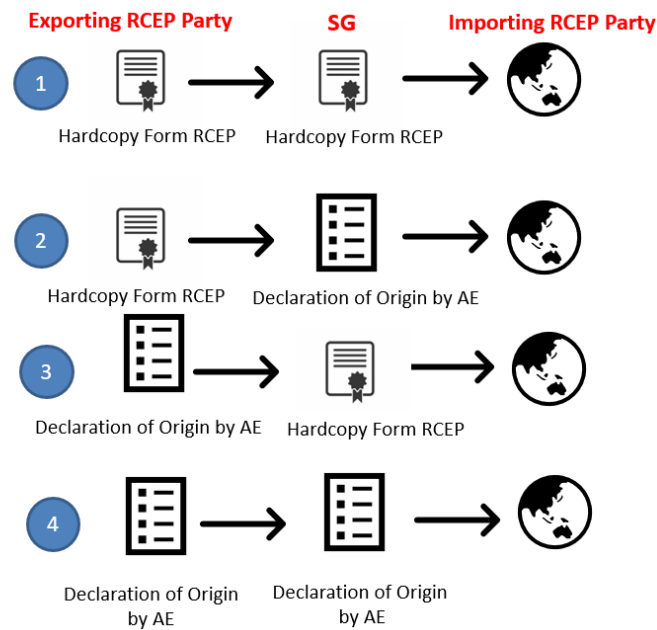 Exporting RCEP Party SG Importing RCEP Party
1
Hardcopy Form RCEP Hardcopy Form RCEP
2
Hardcopy Form RCEP Declaration of Origin by AE
3
Declaration of Origin by AE Hardcopy Form RCEP
4
Declaration of Origin Declaration of Origin
by AE by AE